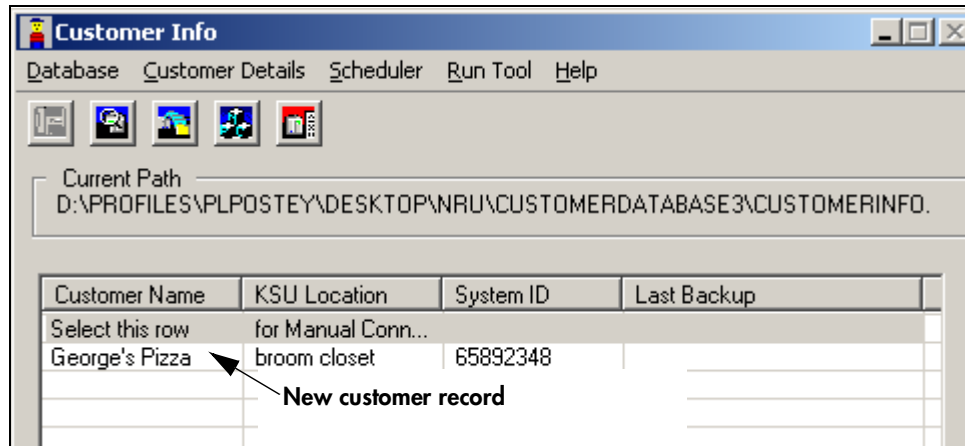 Customer Info
Database Customer Details Scheduler Run Tool Help
Current Path
D:\PROFILES\PLPOSTEY\DESKTOP\NRU\CUSTOMERDATABASE3\CUSTOMERINFO.
Customer Name KSU Location System ID Last Backup
Select this row for Manual Conn...
George's Pizza broom closet 65892348
New customer record